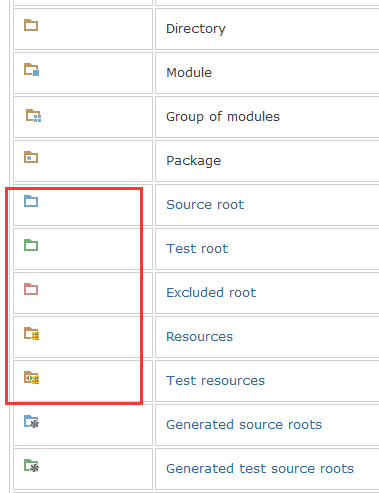 Directory
Module
Group of modules
Package
Source root
Test root
Excluded root
Resources
Test resources
Generated source roots
Generated test source roots